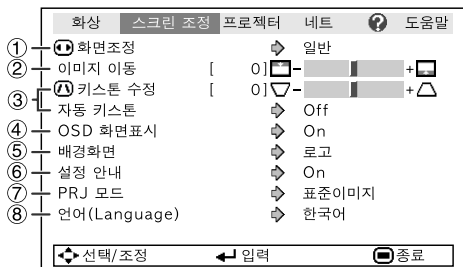 화상 스크린 조정 프로젝터 네트 ? 도움말
① 화면조정 일반
② 이미지 이동 [ 0] - +
③ 키스톤 수정 [ 0] - +
자동 키스톤 Off
④ OSD 화면표시 On
⑤ 배경화면 로고
⑥ 설정 안내 On
⑦ PRJ 모드 표준이미지
⑧ 언어(Language) 한국어
선택/조정 입력 종료